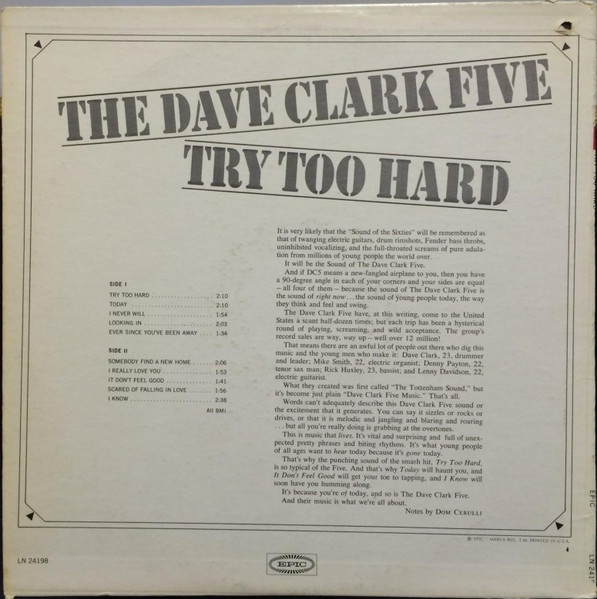 THE DAVE CLARK FIVE
TRY TOO HARD
SIDE I
TRY TOO HARD 2:10
TODAY 2:10
I NEVER WILL 1:54
LOOKING IN 2:03
EVER SINCE YOU'VE BEEN AWAY 1:34
SIDE II
SOMEBODY FIND A NEW HOME 2:06
I REALLY LOVE YOU 1:53
IT DON'T FEEL GOOD 1:41
SCARED OF FALLING IN LOVE 1:56
I KNOW 2:38
All BMI
It is very likely that the "Sound of the Sixties" will be remembered as
that of twanging electric guitars, drum rimshots, Fender bass throbs,
uninhibited vocalizing, and the full-throated screams of pure adula-
tion from millions of young people the world over.
It will be the Sound of The Dave Clark Five.
And if DC5 means a new-fangled airplane to you, then you have
a 90-degree angle in each of your corners and your sides are equal
– all four of them – because the sound of The Dave Clark Five is
the sound of right now...the sound of young people today, the way
they think and feel and swing.
The Dave Clark Five have, at this writing, come to the United
States a scant half-dozen times; but each trip has been a hysterical
round of playing, screaming, and wild acceptance. The group's
record sales are way, way up – well over 12 million!
That means there are an awful lot of people out there who dig this
music and the young men who make it: Dave Clark, 23, drummer
and leader; Mike Smith, 22, electric organist; Denny Payton, 22,
tenor sax man; Rick Huxley, 23, bassist; and Lenny Davidson, 22,
electric guitarist.
What they created was first called "The Tottenham Sound," but
it's become just plain "Dave Clark Five Music." That's all.
Words can't adequately describe this Dave Clark Five sound or
the excitement that it generates. You can say it sizzles or rocks or
drives, or that it is melodic and jangling and blaring and roaring
...but all you're really doing is grabbing at the overtones.
This is music that lives. It's vital and surprising and full of unex-
pected pretty phrases and biting rhythms. It's what young people
of all ages want to hear today because it's gone today.
That's why the punching sound of the smash hit, Try Too Hard,
is so typical of the Five. And that's why Today will haunt you, and
It Don't Feel Good will get your toe to tapping, and I Know will
soon have you humming along.
It's because you're of today, and so is The Dave Clark Five.
And their music is what we're all about.
Notes by DOM CERULLI
PRINTED IN U.S.A.
LN 24198
EPIC
EPIC